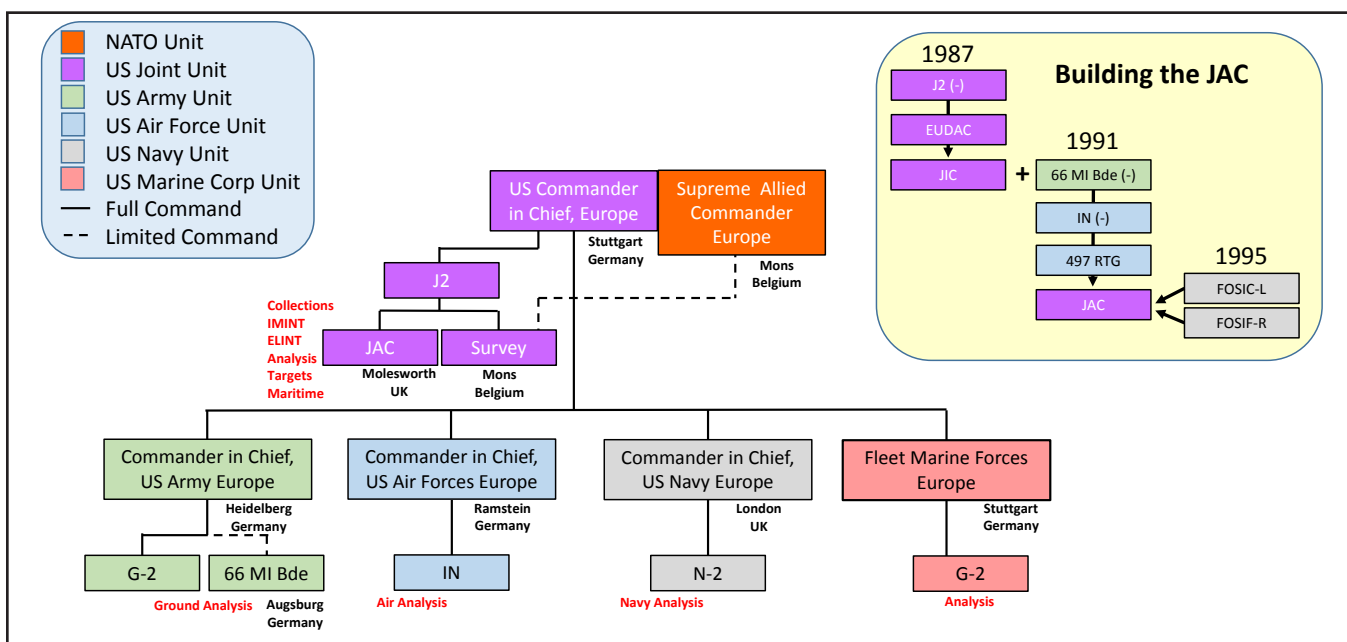 NATO Unit
US Joint Unit
US Army Unit
US Air Force Unit
US Navy Unit
US Marine Corp Unit
Full Command
Limited Command
Building the JAC
1987
J2 (-)
EUDAC
JIC
+
1991
66 MI Bde (-)
IN (-)
497 RTG
JAC
1995
FOSIC-L
FOSIF-R
US Commander
in Chief, Europe
Stuttgart
Germany
Supreme Allied
Commander
Europe
Mons
Belgium
J2
Collections
IMINT
ELINT
Analysis
Targets
Maritime
JAC
Molesworth
UK
Survey
Mons
Belgium
Commander in Chief,
US Army Europe
Heidelberg
Germany
G-2
66 MI Bde
Ground Analysis
Augsburg
Germany
Commander in Chief,
US Air Forces Europe
Ramstein
Germany
IN
Air Analysis
Commander in Chief,
US Navy Europe
London
UK
N-2
Navy Analysis
Fleet Marine Forces
Europe
Stuttgart
Germany
G-2
Analysis